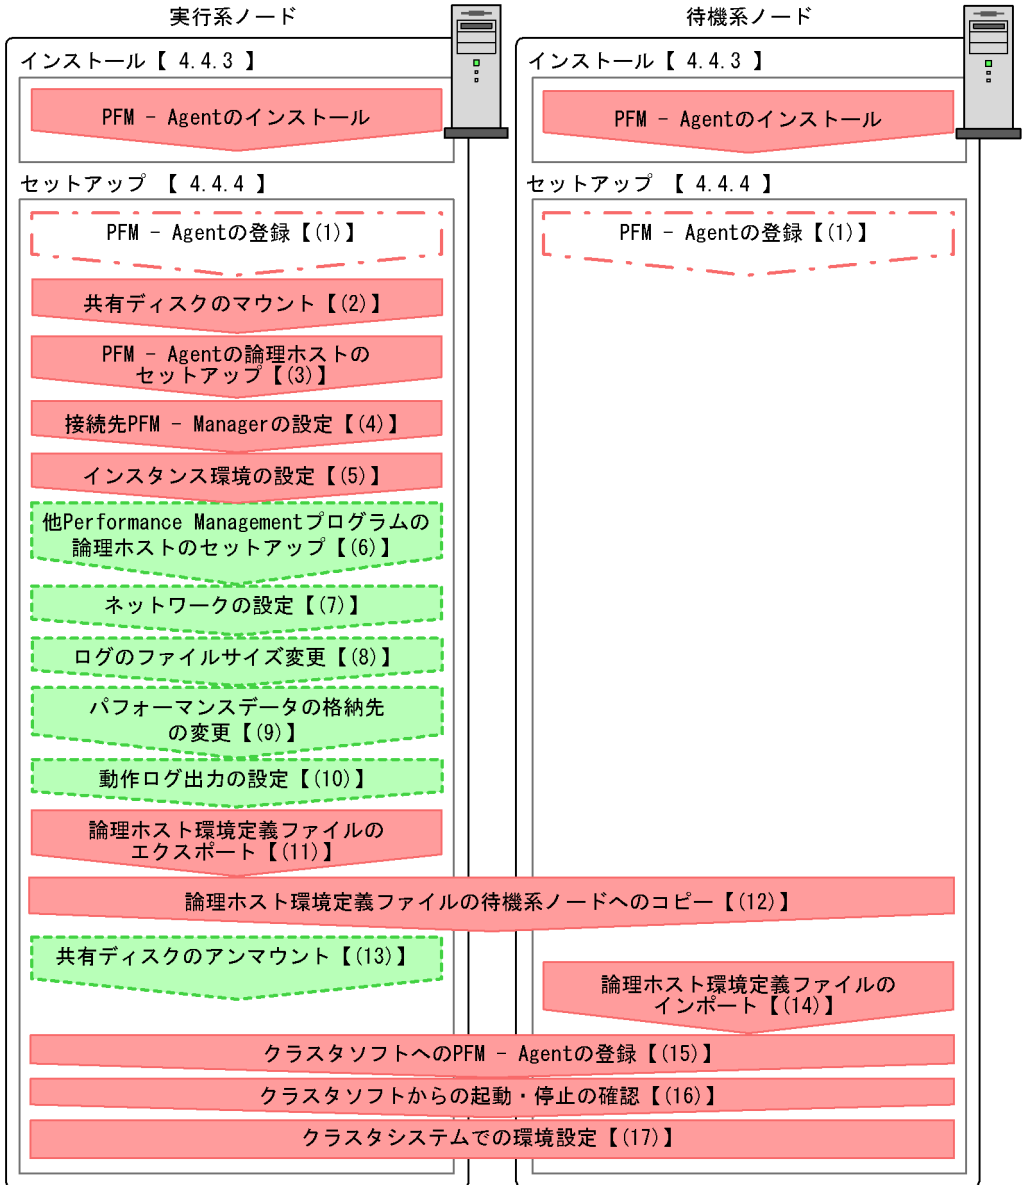 実行系ノード
待機系ノード
インストール【 4.4.3 】
インストール【 4.4.3 】
PFM － Agentのインストール
PFM － Agentのインストール
セットアップ 【 4.4.4 】
セットアップ 【 4.4.4 】
PFM － Agentの登録【(1)】
PFM － Agentの登録【(1)】
共有ディスクのマウント【(2)】
PFM － Agentの論理ホストの
セットアップ【(3)】
接続先PFM － Managerの設定【(4)】
インスタンス環境の設定【(5)】
他Performance Managementプログラムの
論理ホストのセットアップ【(6)】
ネットワークの設定【(7)】
ログのファイルサイズ変更【(8)】
パフォーマンスデータの格納先
の変更【(9)】
動作ログ出力の設定【(10)】
論理ホスト環境定義ファイルの
エクスポート【(11)】
論理ホスト環境定義ファイルの待機系ノードへのコピー【(12)】
共有ディスクのアンマウント【(13)】
論理ホスト環境定義ファイルの
インポート【(14)】
クラスタソフトへのPFM － Agentの登録【(15)】
クラスタソフトからの起動・停止の確認【(16)】
クラスタシステムでの環境設定【(17)】